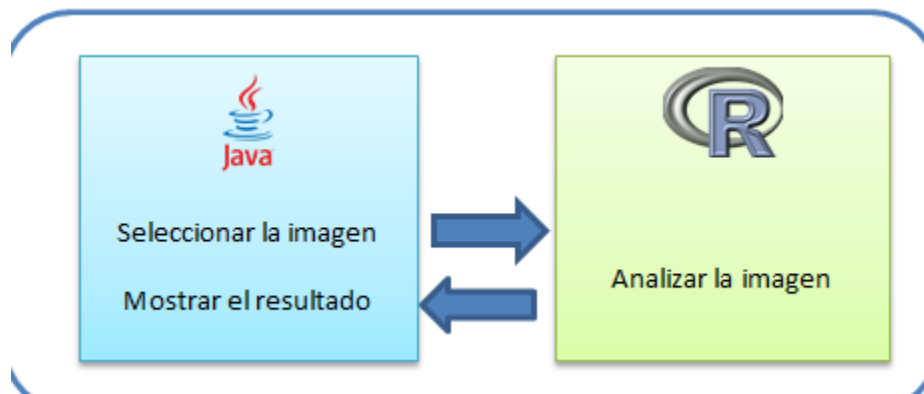 Java
Seleccionar la imagen
Mostrar el resultado
R
Analizar la imagen